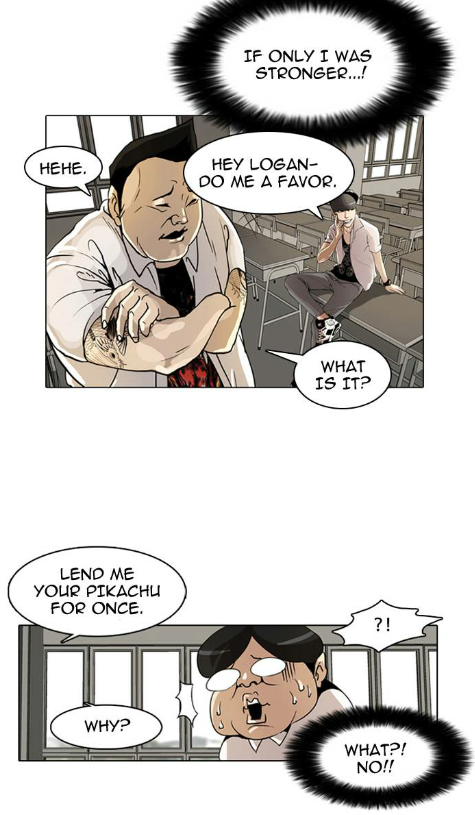 IF ONLY I WAS
STRONGER...!
HEHE.
HEY LOGAN-
DO ME A FAVOR.
WHAT
IS IT?
LEND ME
YOUR PIKACHU
FOR ONCE.
?!
WHY?
WHAT?!
NO!!